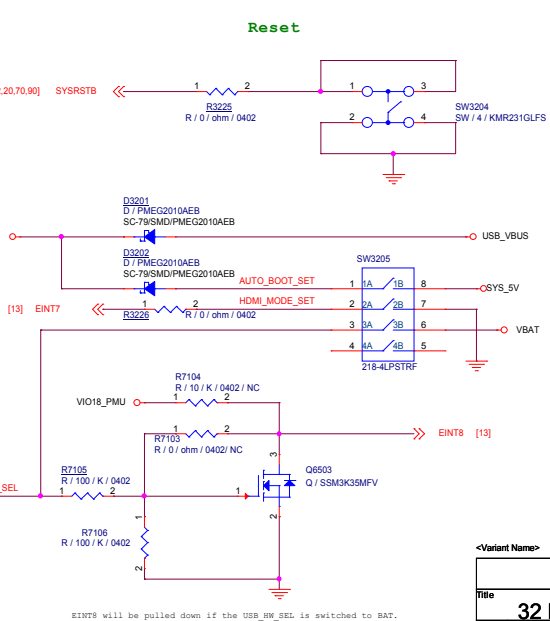 Reset
,20,70,90] SYSRSTB
1 2
R3225
R / 0 / ohm / 0402
1 3
2 4
SW3204
SW / 4 / KMR231GLFS
D3201
D / PMEG2010AEB
SC-79/SMD/PMEG2010AEB
USB_VBUS
D3202
D / PMEG2010AEB
SC-79/SMD/PMEG2010AEB
SW3205
AUTO_BOOT_SET 1 1A 1B 8 SYS_5V
[13] EINT7 1 2 HDMI_MODE_SET 2 2A 2B 7
R3226 R / 0 / ohm / 0402
3 3A 3B 6 VBAT
4 4A 4B 5
218-4LPSTRF
R7104
R / 10 / K / 0402 / NC
VIO18_PMU 1 2
1 2
R7103
R / 0 / ohm / 0402/ NC
EINT8 [13]
3
R7105
R / 100 / K / 0402
_SEL 1 2
1
Q6503
Q / SSM3K35MFV
2
1
R7106
R / 100 / K / 0402
2
<Variant Name>
Title
32
EINT8 will be pulled down if the USB_HW_SEL is switched to BAT.